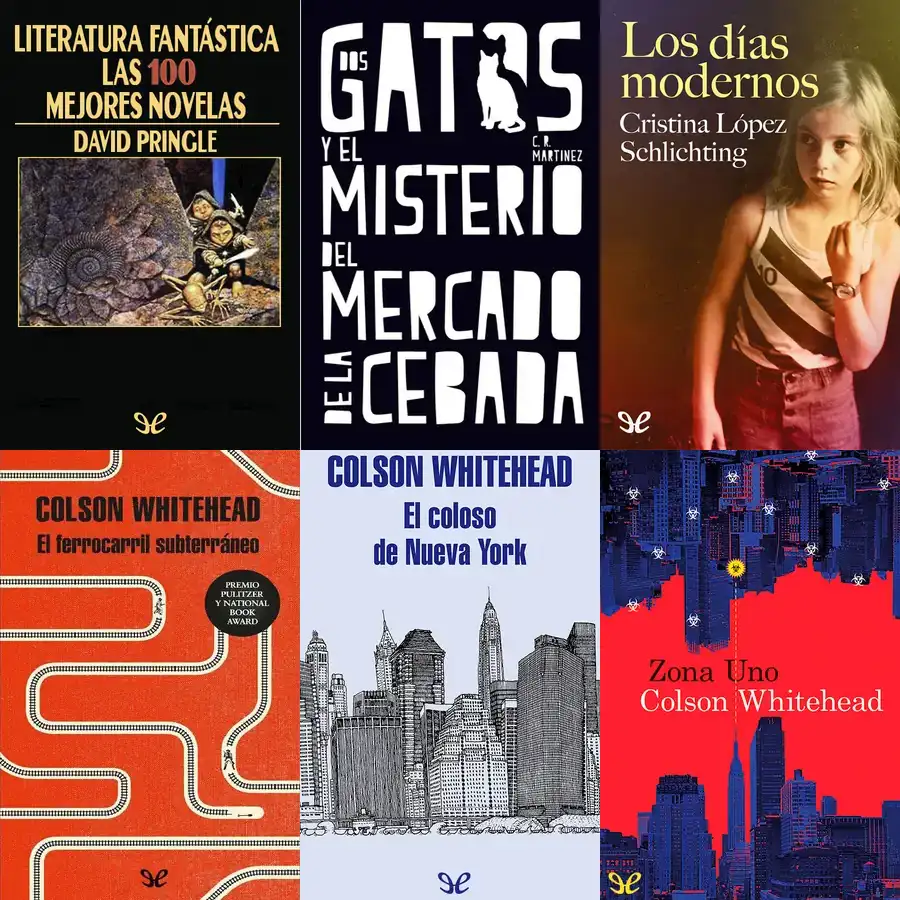 LITERATURA FANTÁSTICA
LAS 100
MEJORES NOVELAS
DAVID PRINGLE
DOS
GATOS
Y EL
C. R.
MARTINEZ
MISTERIO
DEL
MERCADO
DE LA
CEBADA
Los días
modernos
Cristina López
Schlichting
10
COLSON WHITEHEAD
El ferrocarril subterráneo
PREMIO
PULITZER
Y NATIONAL
BOOK
AWARD
COLSON WHITEHEAD
El coloso
de Nueva York
Zona Uno
Colson Whitehead